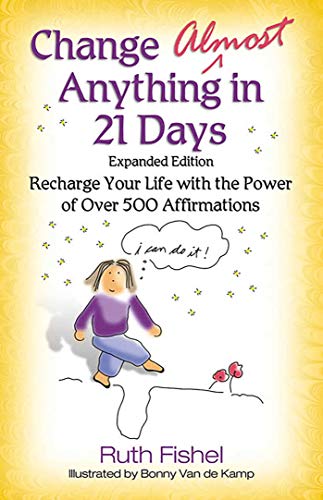 Change Almost
Anything in
21 Days
Expanded Edition
Recharge Your Life with the Power
of Over 500 Affirmations
i can do it!
Ruth Fishel
Illustrated by Bonny Van de Kamp